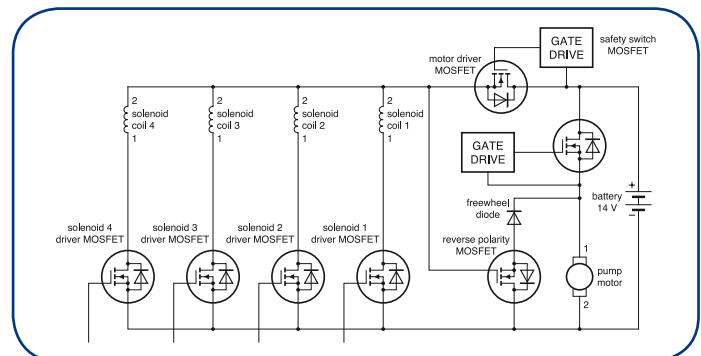 GATE
DRIVE
safety switch
MOSFET
motor driver
MOSFET
2
solenoid
coil 4
1
2
solenoid
coil 3
1
2
solenoid
coil 2
1
2
solenoid
coil 1
1
GATE
DRIVE
freewheel
diode
battery
14 V
+
–
solenoid 4
driver MOSFET
solenoid 3
driver MOSFET
solenoid 2
driver MOSFET
solenoid 1
driver MOSFET
reverse polarity
MOSFET
1
pump
motor
2